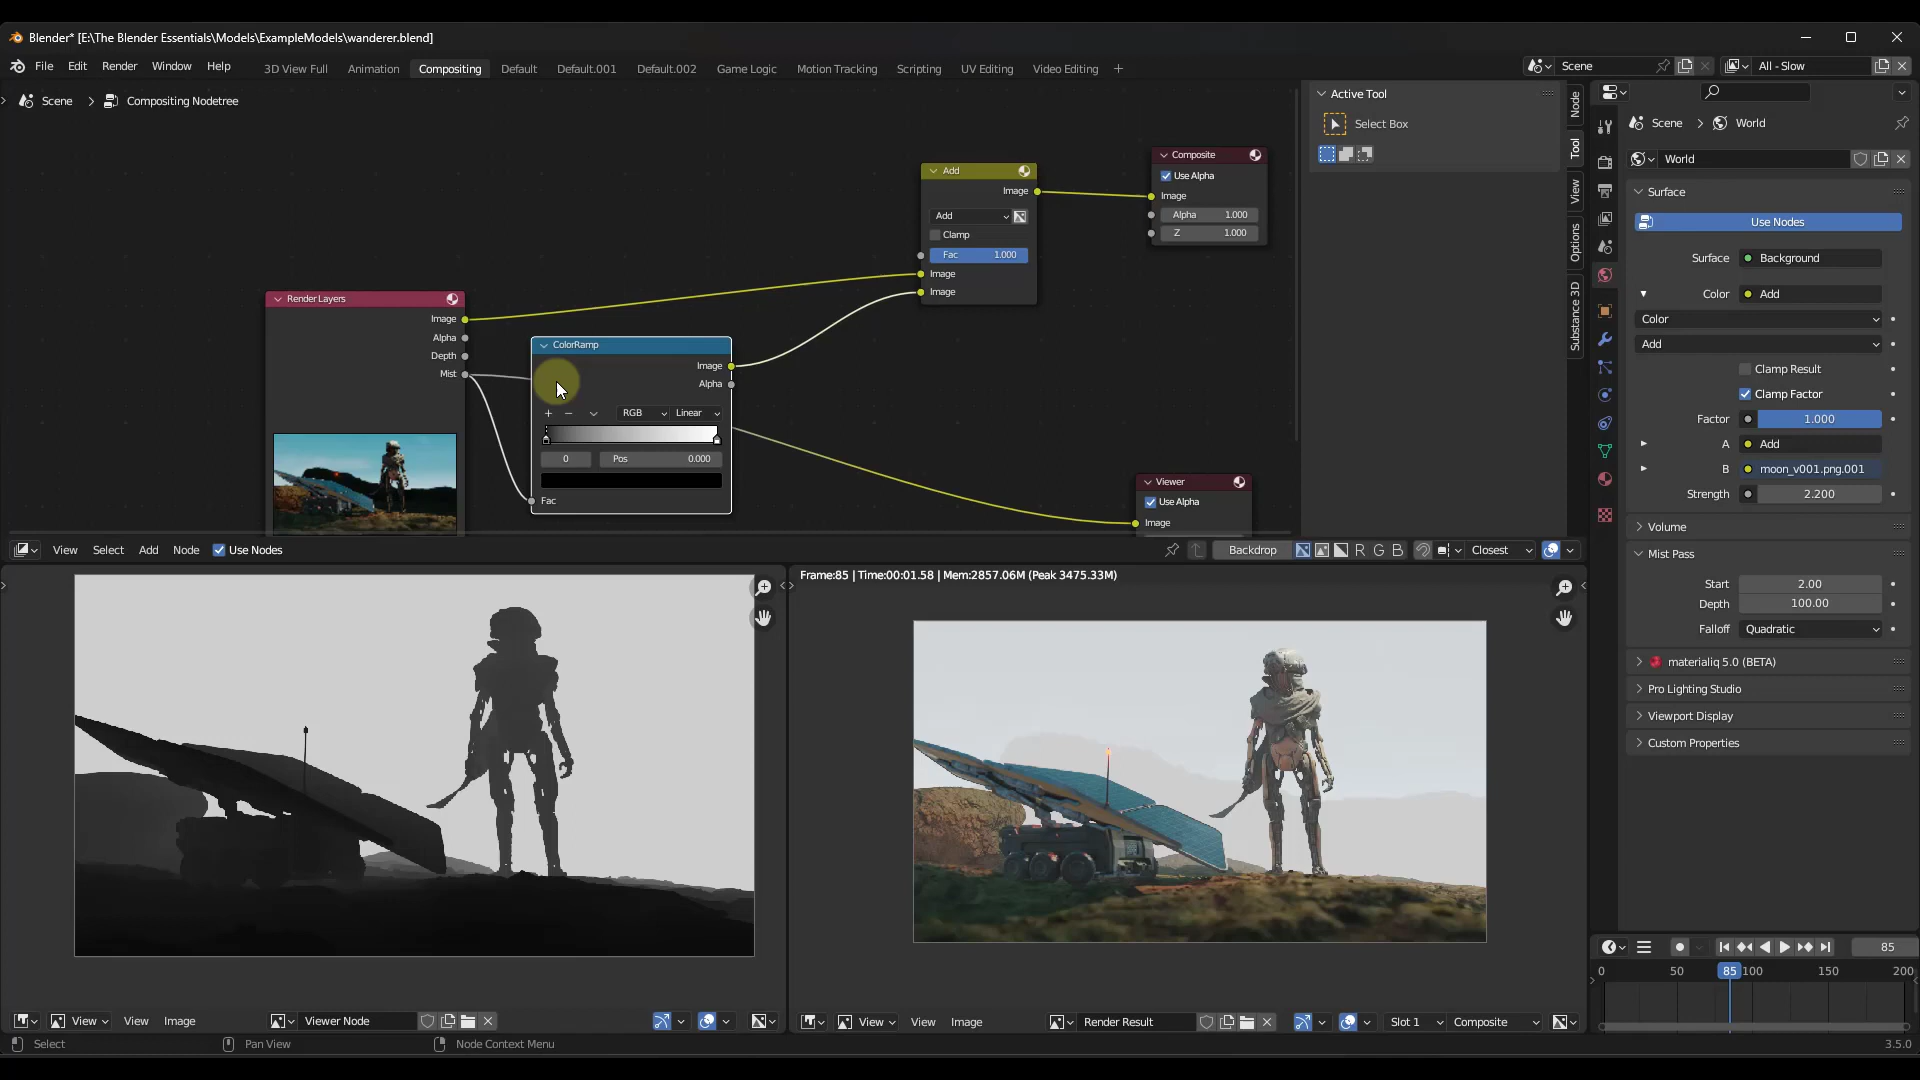 Blender* [E:\The Blender Essentials\Models\ExampleModels\wanderer.blend]
File Edit Render Window Help 3D View Full Animation Compositing Default Default.001 Default.002 Game Logic Motion Tracking Scripting UV Editing Video Editing + Scene All - Slow
Scene > Compositing Nodetree
Active Tool
Select Box
Node
Tool
View
Options
Substance 3D
Add
Image
Add
Clamp
Fac 1.000
Image
Image
Composite
Use Alpha
Image
Alpha 1.000
Z 1.000
Render Layers
Image
Alpha
Depth
Mist
ColorRamp
Image
Alpha
+ − RGB Linear
0 Pos 0.000
Fac
Viewer
Use Alpha
Image
View Select Add Node Use Nodes Backdrop R G B Closest
Scene > World
World
Surface
Use Nodes
Surface Background
Color Add
Color
Add
Clamp Result
Clamp Factor
Factor 1.000
A Add
B moon_v001.png.001
Strength 2.200
Volume
Mist Pass
Start 2.00
Depth 100.00
Falloff Quadratic
materialiq 5.0 (BETA)
Pro Lighting Studio
Viewport Display
Custom Properties
Frame:85 | Time:00:01.58 | Mem:2857.06M (Peak 3475.33M)
View View Image Viewer Node
View View Image Render Result Slot 1 Composite
85
0 50 85 100 150 200
Select Pan View Node Context Menu 3.5.0